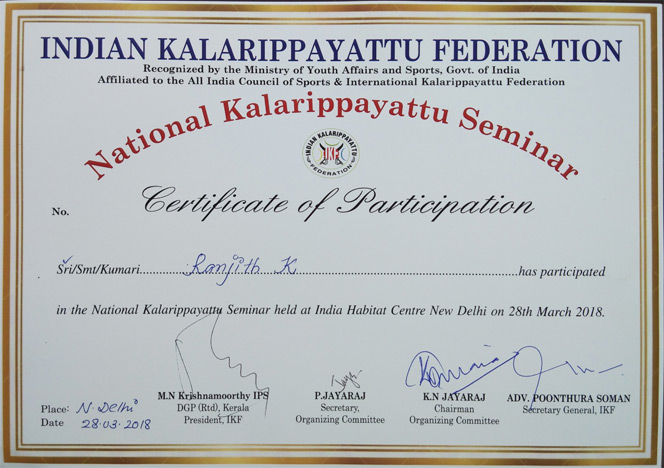 INDIAN KALARIPPAYATTU FEDERATION
Recognized by the Ministry of Youth Affairs and Sports, Govt. of India
Affiliated to the All India Council of Sports & International Kalarippayattu Federation
National Kalarippayattu Seminar
INDIAN KALARIPPAYATTU
IKF
FEDERATION
Certificate of Participation
No.
Sri/Smt/Kumari..........Ranjith K..........has participated
in the National Kalarippayattu Seminar held at India Habitat Centre New Delhi on 28th March 2018.
M.N Krishnamoorthy IPS
DGP (Rtd), Kerala
President, IKF
P.JAYARAJ
Secretary,
Organizing Committee
K.N JAYARAJ
Chairman
Organizing Committee
ADV. POONTHURA SOMAN
Secretary General, IKF
Place: N. Delhi
Date 28.03.2018